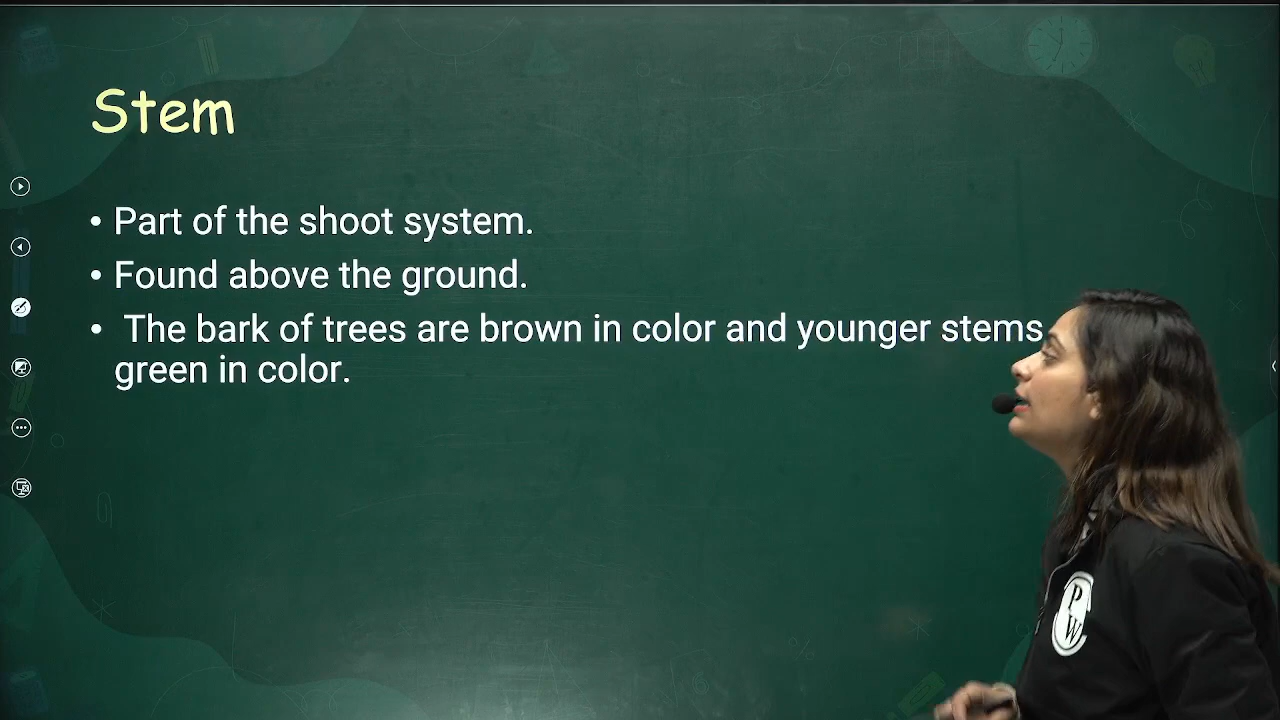 Stem
• Part of the shoot system.
• Found above the ground.
• The bark of trees are brown in color and younger stems
green in color.
PW